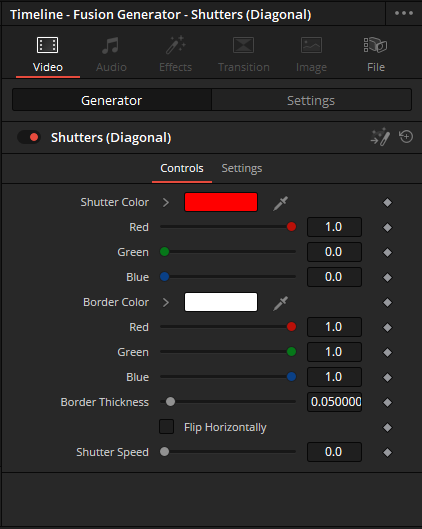 Timeline - Fusion Generator - Shutters (Diagonal)
Video Audio Effects Transition Image File
Generator Settings
Shutters (Diagonal)
Controls Settings
Shutter Color
Red 1.0
Green 0.0
Blue 0.0
Border Color
Red 1.0
Green 1.0
Blue 1.0
Border Thickness 0.050000
Flip Horizontally
Shutter Speed 0.0